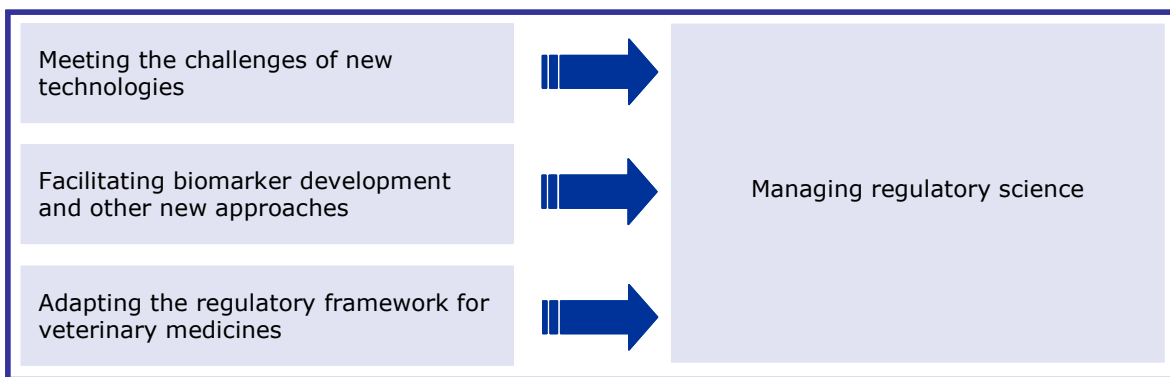 Meeting the challenges of new
technologies
Facilitating biomarker development
and other new approaches
Managing regulatory science
Adapting the regulatory framework for
veterinary medicines